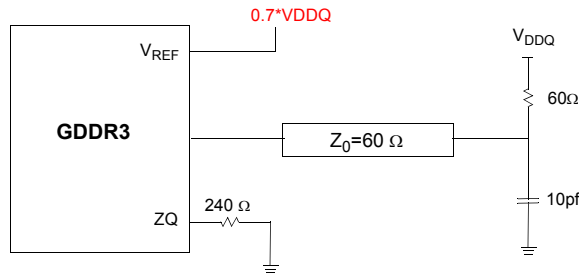 0.7*VDDQ
VREF
VDDQ
60Ω
GDDR3
Z0=60 Ω
10pf
ZQ
240 Ω